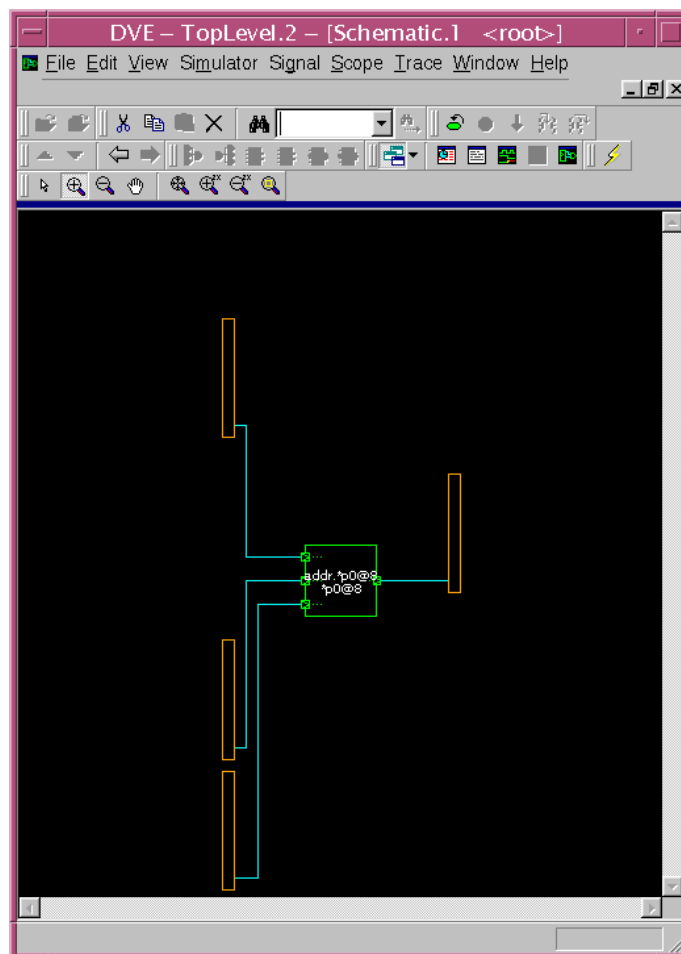 DVE – TopLevel.2 – [Schematic.1 <root>]
File Edit View Simulator Signal Scope Trace Window Help
addr.*p0@8
*p0@8